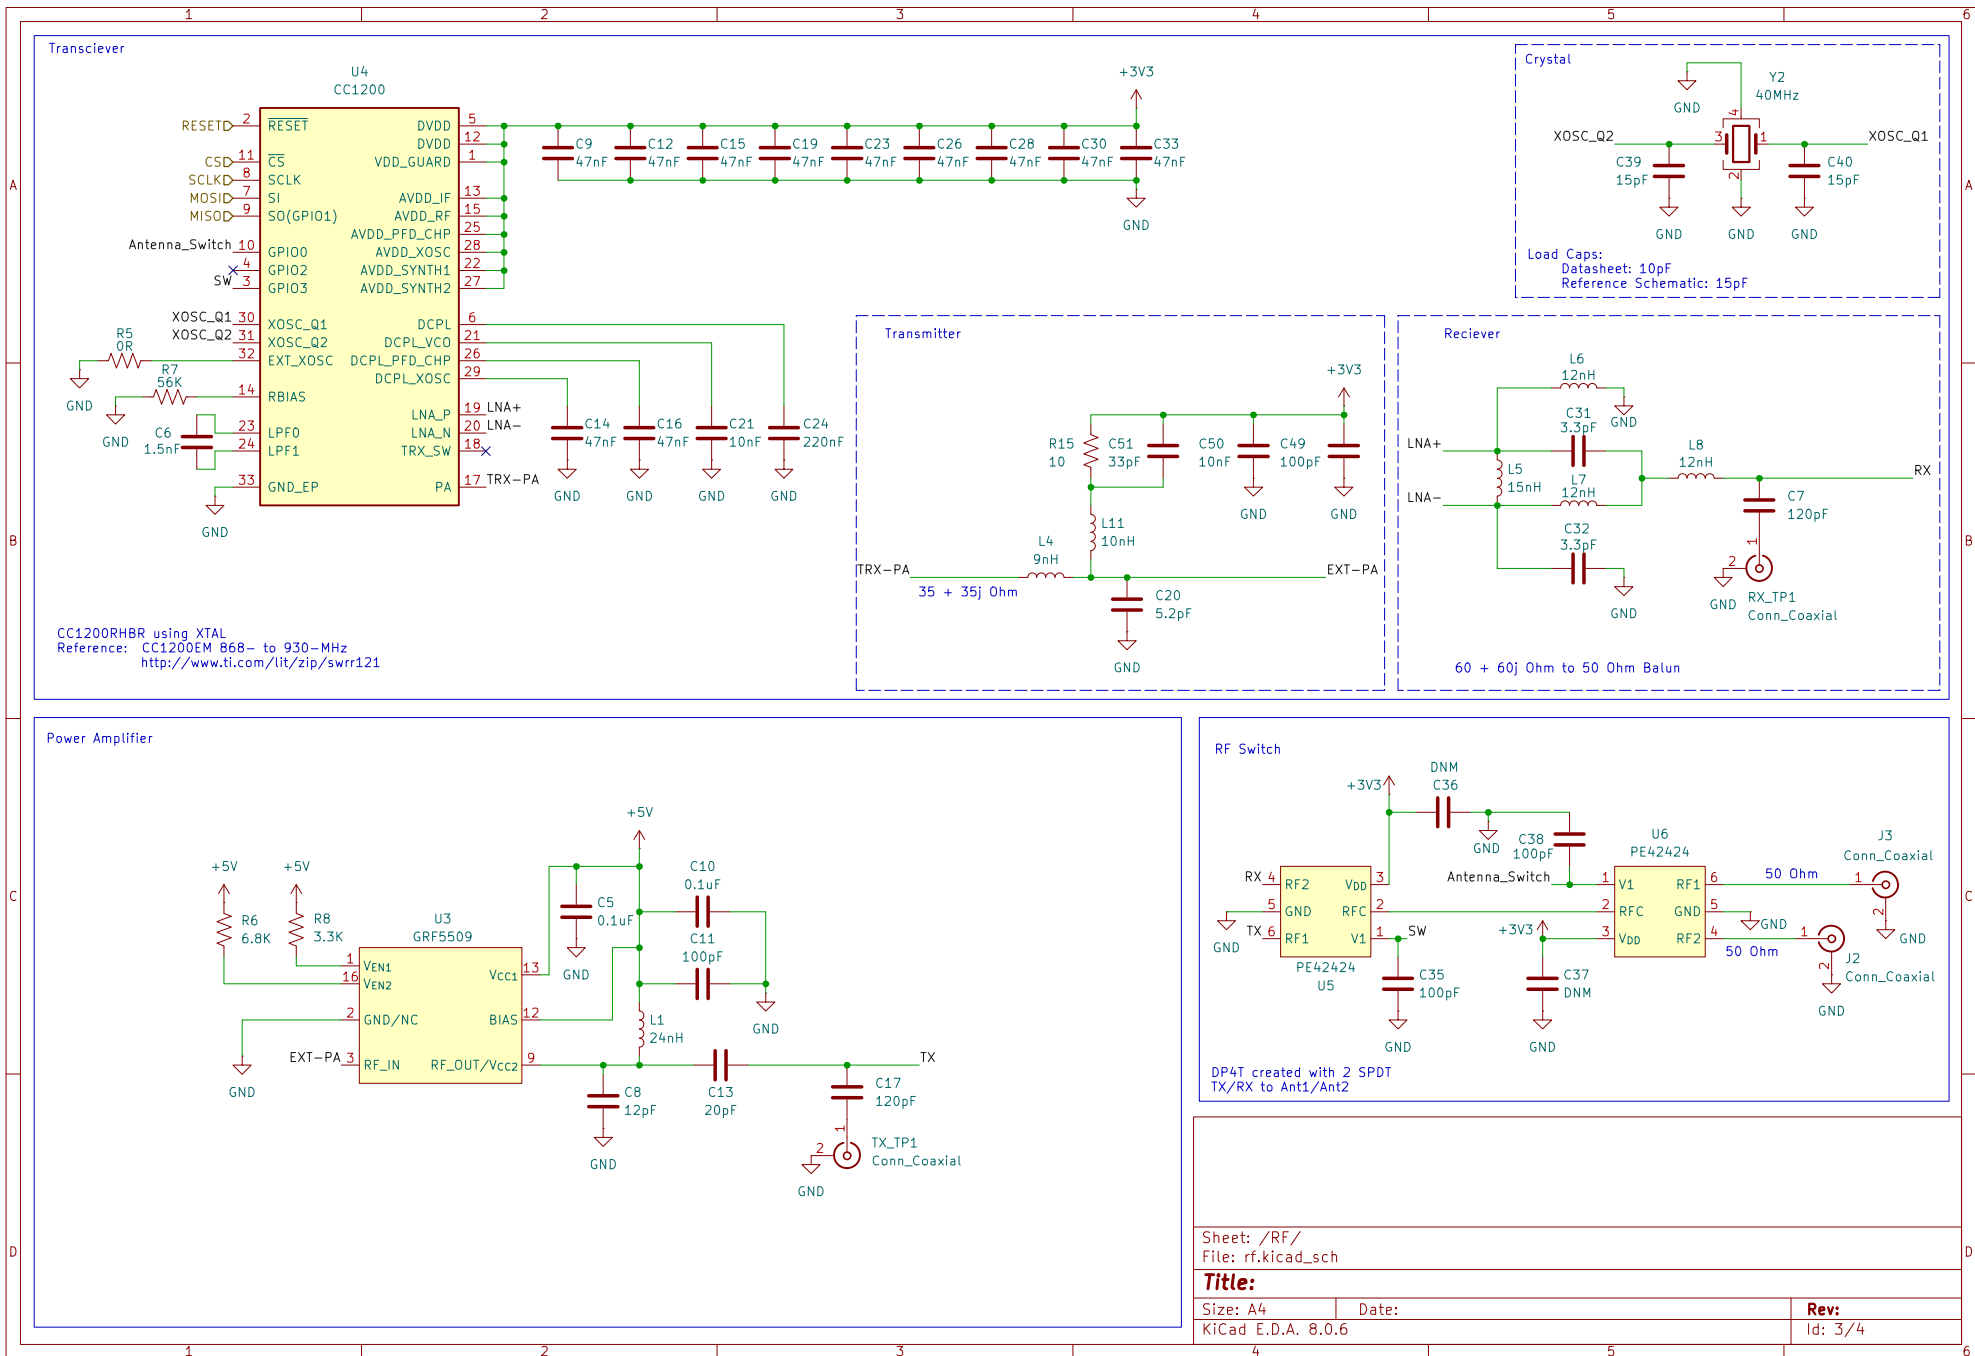 1 2 3 4 5 6
A
B
C
D
A
B
C
D
1 2 3 4 5 6
Transciever
U4
CC1200
RESET 2 RESET
CS 11 CS
SCLK 8 SCLK
MOSI 7 SI
MISO 9 SO(GPIO1)
Antenna_Switch 10 GPIO0
4 GPIO2
SW 3 GPIO3
XOSC_Q1 30 XOSC_Q1
XOSC_Q2 31 XOSC_Q2
32 EXT_XOSC
14 RBIAS
23 LPF0
24 LPF1
33 GND_EP
DVDD 5
DVDD 12
VDD_GUARD 1
AVDD_IF 13
AVDD_RF 15
AVDD_PFD_CHP 25
AVDD_XOSC 28
AVDD_SYNTH1 22
AVDD_SYNTH2 27
DCPL 6
DCPL_VCO 21
DCPL_PFD_CHP 26
DCPL_XOSC 29
LNA_P 19 LNA+
LNA_N 20 LNA-
TRX_SW 18
PA 17 TRX-PA
R5
0R
GND
R7
56K
GND
C6
1.5nF
GND
+3V3
C9
47nF
C12
47nF
C15
47nF
C19
47nF
C23
47nF
C26
47nF
C28
47nF
C30
47nF
C33
47nF
GND
C14
47nF
GND
C16
47nF
GND
C21
10nF
GND
C24
220nF
GND
CC1200RHBR using XTAL
Reference: CC1200EM 868- to 930-MHz
http://www.ti.com/lit/zip/swrr121
Crystal
GND
Y2
40MHz
4
XOSC_Q2 3 1 XOSC_Q1
2
C39
15pF
C40
15pF
GND
GND
GND
Load Caps:
Datasheet: 10pF
Reference Schematic: 15pF
Transmitter
+3V3
R15
10
C51
33pF
C50
10nF
C49
100pF
GND
GND
L11
10nH
L4
9nH
TRX-PA
EXT-PA
35 + 35j Ohm
C20
5.2pF
GND
Reciever
L6
12nH
GND
C31
3.3pF
LNA+
L5
15nH
LNA-
L7
12nH
L8
12nH
RX
C32
3.3pF
GND
C7
120pF
1
2
GND
RX_TP1
Conn_Coaxial
60 + 60j Ohm to 50 Ohm Balun
Power Amplifier
+5V
+5V
+5V
R6
6.8K
R8
3.3K
U3
GRF5509
1 VEN1
16 VEN2
2 GND/NC
EXT-PA 3 RF_IN
VCC1 13
BIAS 12
RF_OUT/VCC2 9
GND
C5
0.1uF
GND
C10
0.1uF
C11
100pF
GND
L1
24nH
TX
C8
12pF
GND
C13
20pF
C17
120pF
1
2
GND
TX_TP1
Conn_Coaxial
RF Switch
+3V3
DNM
C36
GND
C38
100pF
RX 4 RF2
5 GND
TX 6 RF1
VDD 3
RFC 2
V1 1
GND
PE42424
U5
SW
C35
100pF
GND
Antenna_Switch
+3V3
C37
DNM
GND
U6
PE42424
1 V1
2 RFC
3 VDD
RF1 6
GND 5
RF2 4
50 Ohm
GND
50 Ohm
J3
Conn_Coaxial
1
2
GND
J2
Conn_Coaxial
1
2
GND
DP4T created with 2 SPDT
TX/RX to Ant1/Ant2
Sheet: /RF/
File: rf.kicad_sch
Title:
Size: A4 Date: Rev:
KiCad E.D.A. 8.0.6 Id: 3/4